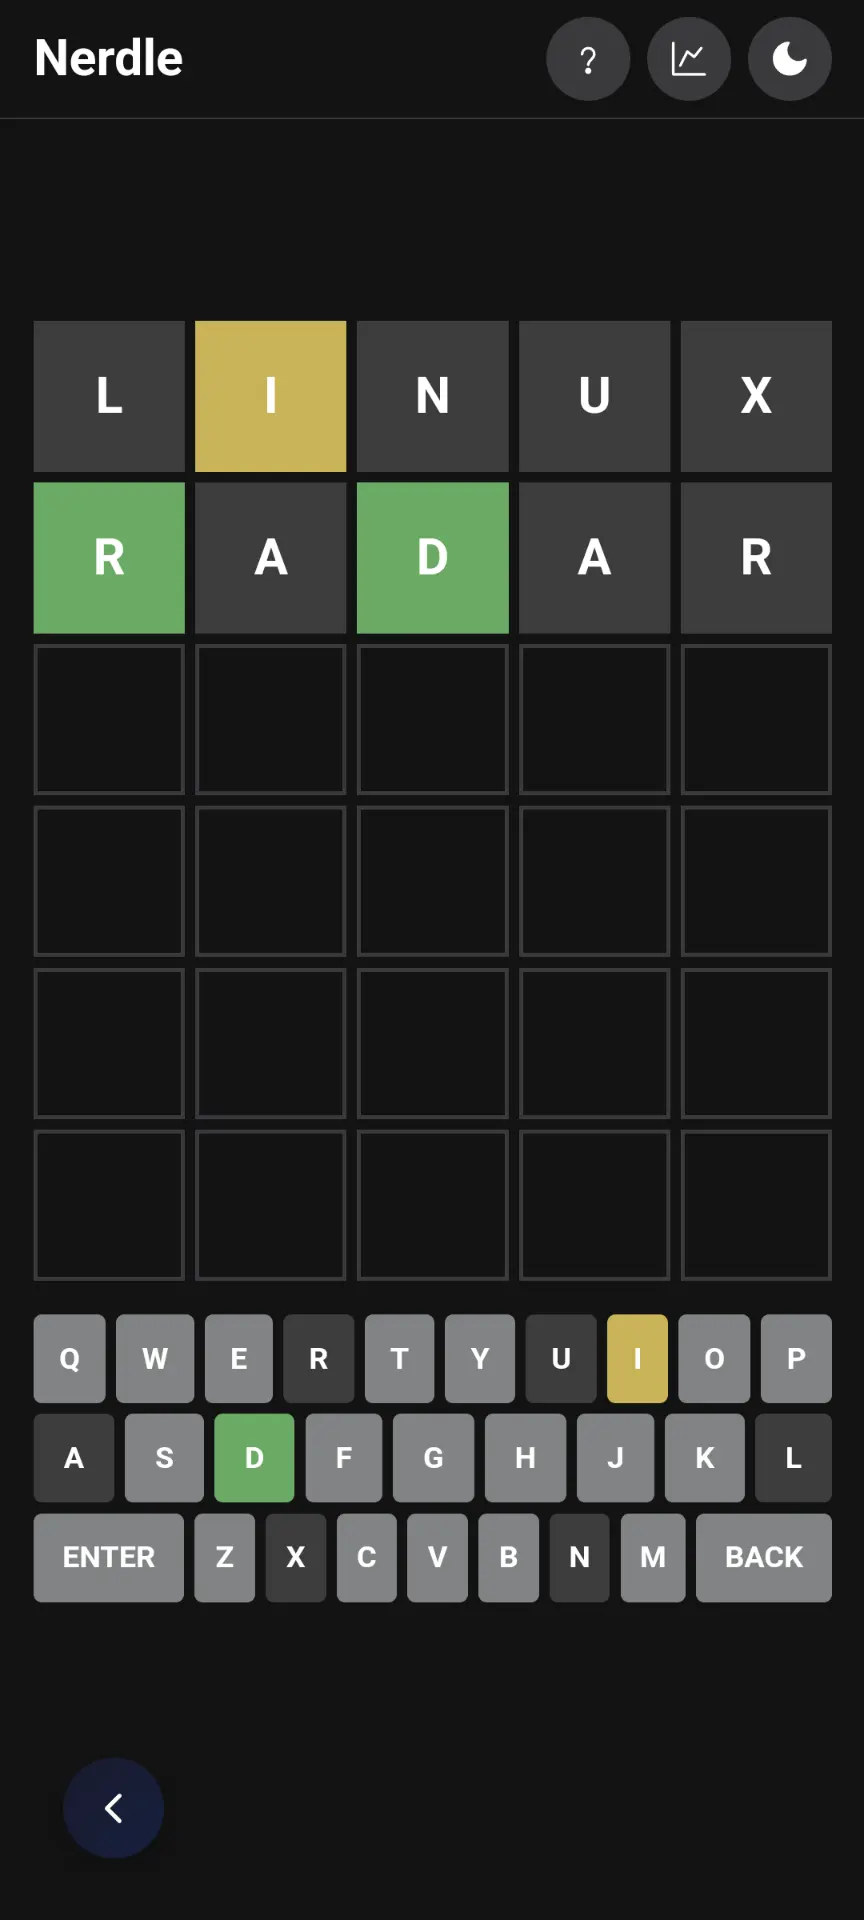 Nerdle ?
L I N U X
R A D A R
Q W E R T Y U I O P
A S D F G H J K L
ENTER Z X C V B N M BACK